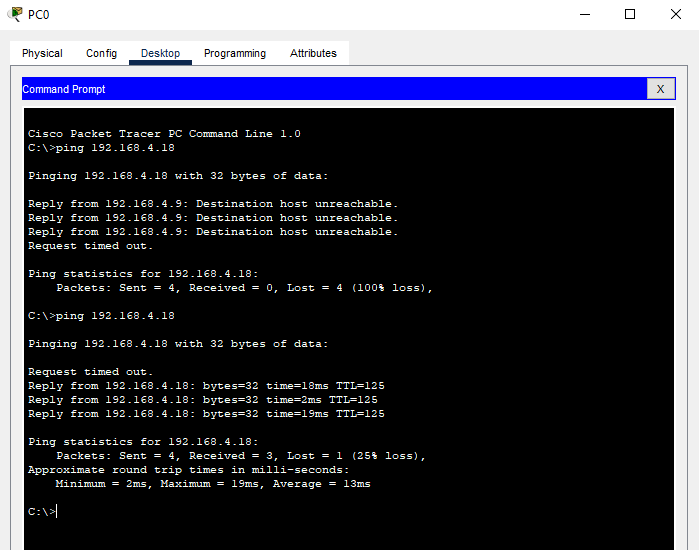 PC0
Physical Config Desktop Programming Attributes
Command Prompt X
Cisco Packet Tracer PC Command Line 1.0
C:\>ping 192.168.4.18
Pinging 192.168.4.18 with 32 bytes of data:
Reply from 192.168.4.9: Destination host unreachable.
Reply from 192.168.4.9: Destination host unreachable.
Reply from 192.168.4.9: Destination host unreachable.
Request timed out.
Ping statistics for 192.168.4.18:
    Packets: Sent = 4, Received = 0, Lost = 4 (100% loss),
C:\>ping 192.168.4.18
Pinging 192.168.4.18 with 32 bytes of data:
Request timed out.
Reply from 192.168.4.18: bytes=32 time=18ms TTL=125
Reply from 192.168.4.18: bytes=32 time=2ms TTL=125
Reply from 192.168.4.18: bytes=32 time=19ms TTL=125
Ping statistics for 192.168.4.18:
    Packets: Sent = 4, Received = 3, Lost = 1 (25% loss),
Approximate round trip times in milli-seconds:
    Minimum = 2ms, Maximum = 19ms, Average = 13ms
C:\>